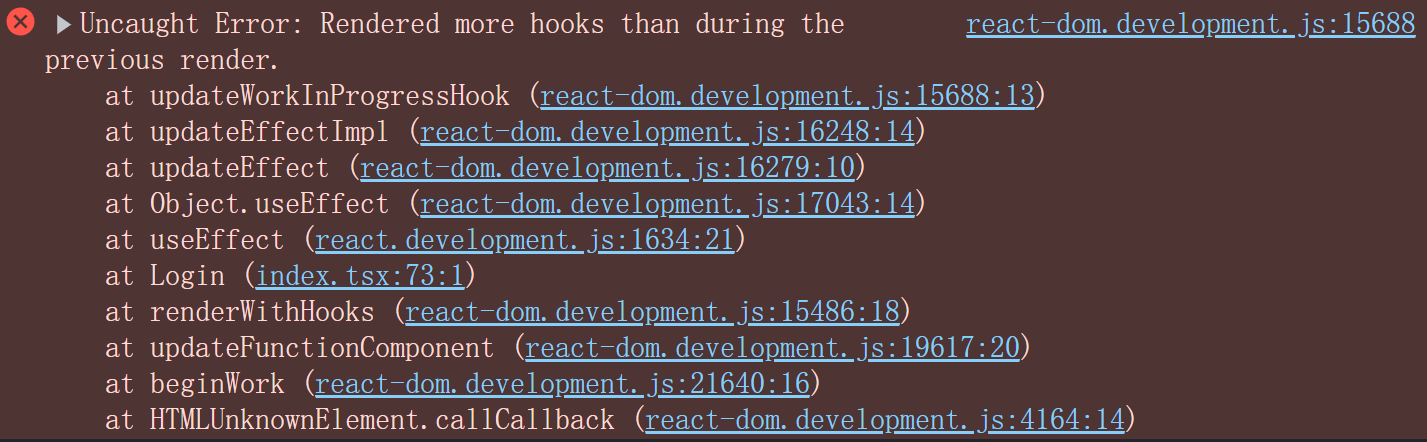 Uncaught Error: Rendered more hooks than during the react-dom.development.js:15688
previous render.
at updateWorkInProgressHook (react-dom.development.js:15688:13)
at updateEffectImpl (react-dom.development.js:16248:14)
at updateEffect (react-dom.development.js:16279:10)
at Object.useEffect (react-dom.development.js:17043:14)
at useEffect (react.development.js:1634:21)
at Login (index.tsx:73:1)
at renderWithHooks (react-dom.development.js:15486:18)
at updateFunctionComponent (react-dom.development.js:19617:20)
at beginWork (react-dom.development.js:21640:16)
at HTMLUnknownElement.callCallback (react-dom.development.js:4164:14)